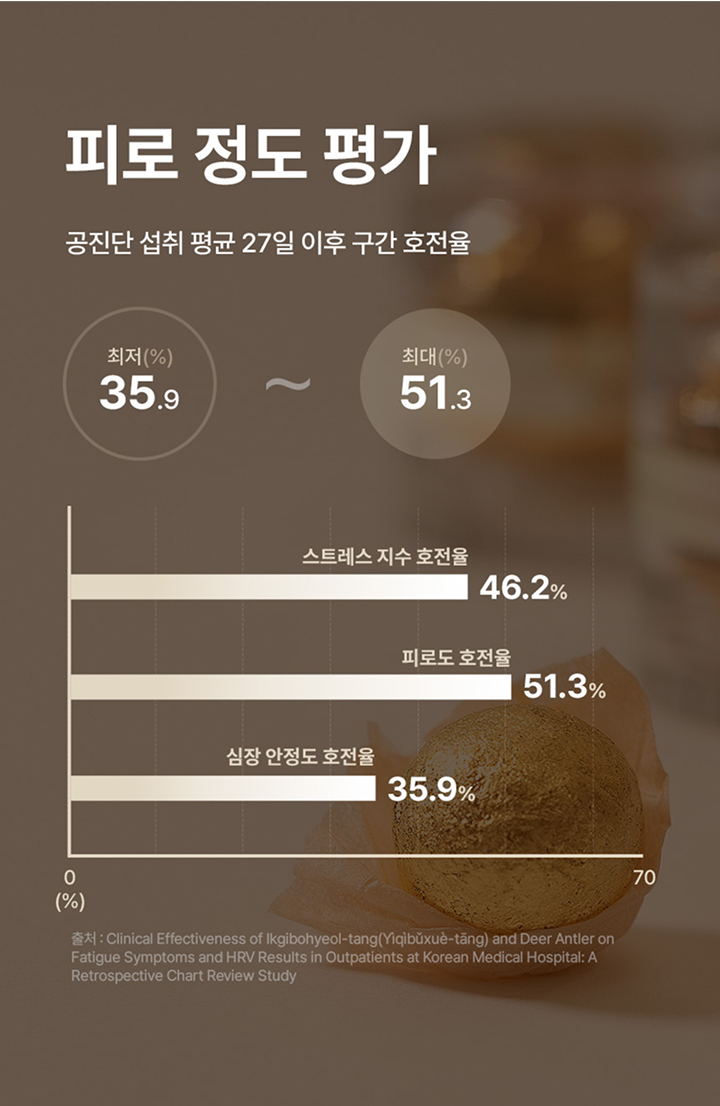 피로 정도 평가
공진단 섭취 평균 27일 이후 구간 호전율
최저(%)
35.9
~
최대(%)
51.3
스트레스 지수 호전율
46.2%
피로도 호전율
51.3%
심장 안정도 호전율
35.9%
0
70
(%)
출처 : Clinical Effectiveness of Ikgibohyeol-tang(Yìqìbǔxuè-tāng) and Deer Antler on
Fatigue Symptoms and HRV Results in Outpatients at Korean Medical Hospital: A
Retrospective Chart Review Study